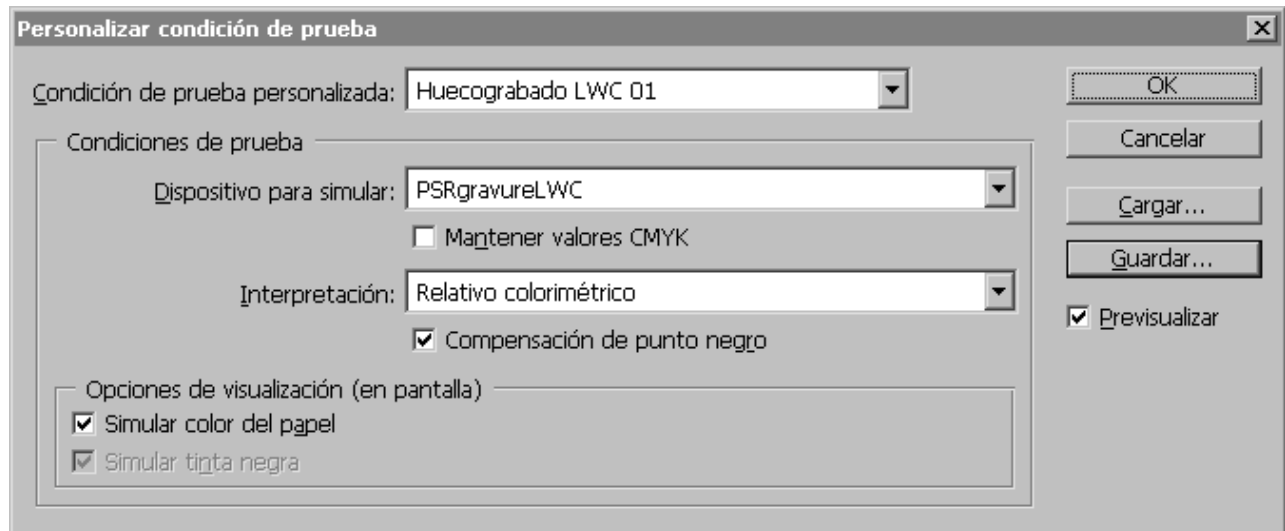 Personalizar condición de prueba
Condición de prueba personalizada: Huecograbado LWC 01
OK
Condiciones de prueba
Cancelar
Dispositivo para simular: PSRgravureLWC
Cargar...
Mantener valores CMYK
Guardar...
Interpretación: Relativo colorimétrico
Previsualizar
Compensación de punto negro
Opciones de visualización (en pantalla)
Simular color del papel
Simular tinta negra